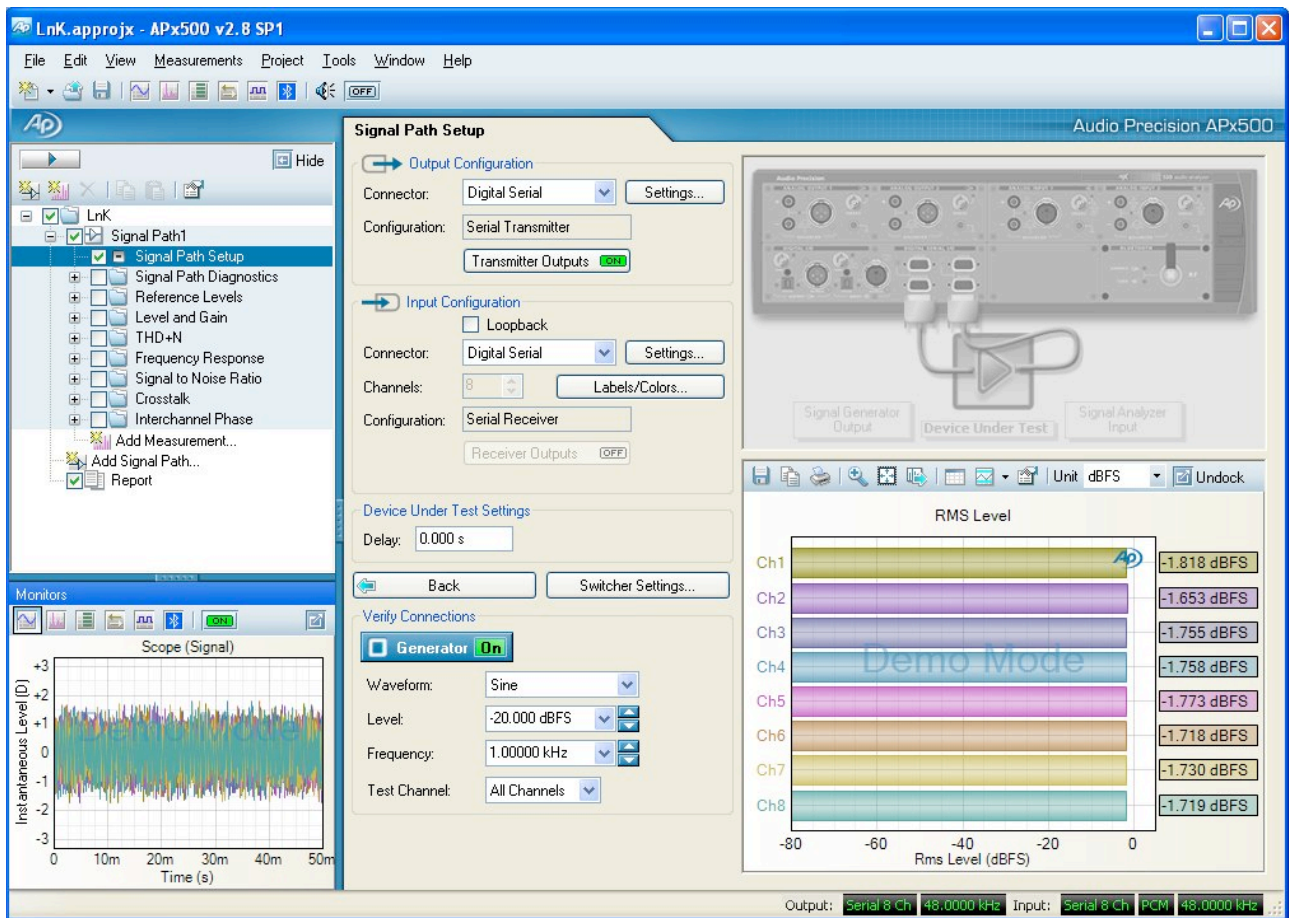 LnK.approjx - APx500 v2.8 SP1
File Edit View Measurements Project Tools Window Help
OFF
AP
Audio Precision APx500
Hide
LnK
Signal Path1
Signal Path Setup
Signal Path Diagnostics
Reference Levels
Level and Gain
THD+N
Frequency Response
Signal to Noise Ratio
Crosstalk
Interchannel Phase
Add Measurement...
Add Signal Path...
Report
Monitors
ON
Scope (Signal)
Instantaneous Level (D)
+3
+2
+1
0
-1
-2
-3
Demo Mode
0 10m 20m 30m 40m 50m
Time (s)
Signal Path Setup
Output Configuration
Connector: Digital Serial Settings...
Configuration: Serial Transmitter
Transmitter Outputs ON
Input Configuration
Loopback
Connector: Digital Serial Settings...
Channels: 8 Labels/Colors...
Configuration: Serial Receiver
Receiver Outputs OFF
Device Under Test Settings
Delay: 0.000 s
Back Switcher Settings...
Verify Connections
Generator On
Waveform: Sine
Level: -20.000 dBFS
Frequency: 1.00000 kHz
Test Channel: All Channels
Audio Precision
Signal Generator Output
Device Under Test
Signal Analyzer Input
Unit dBFS Undock
RMS Level
AP
Ch1 -1.818 dBFS
Ch2 -1.653 dBFS
Ch3 -1.755 dBFS
Ch4 -1.758 dBFS
Ch5 -1.773 dBFS
Ch6 -1.718 dBFS
Ch7 -1.730 dBFS
Ch8 -1.719 dBFS
Demo Mode
-80 -60 -40 -20 0
Rms Level (dBFS)
Output: Serial 8 Ch 48.0000 kHz Input: Serial 8 Ch PCM 48.0000 kHz